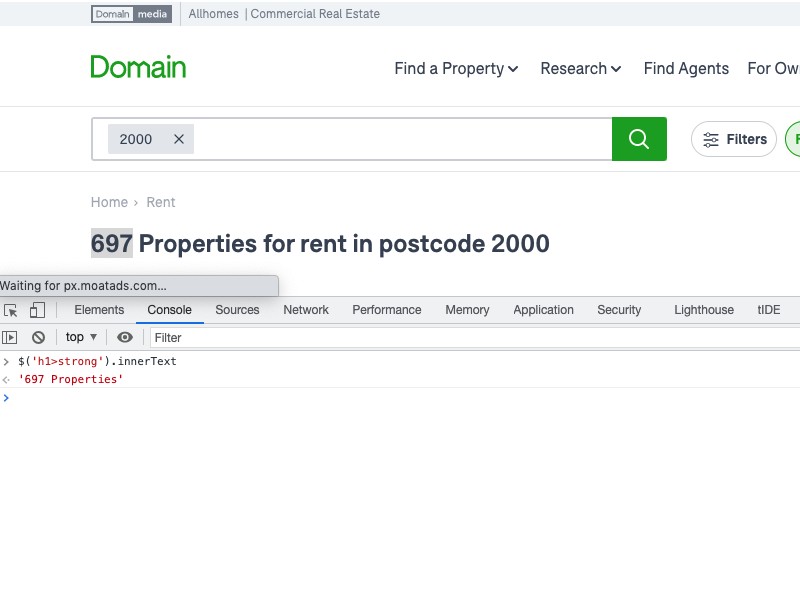 Domain media Allhomes | Commercial Real Estate
Domain Find a Property Research Find Agents For Ow
2000 Filters
Home › Rent
697 Properties for rent in postcode 2000
Waiting for px.moatads.com...
Elements Console Sources Network Performance Memory Application Security Lighthouse tIDE
top Filter
> $('h1>strong').innerText
'697 Properties'
>